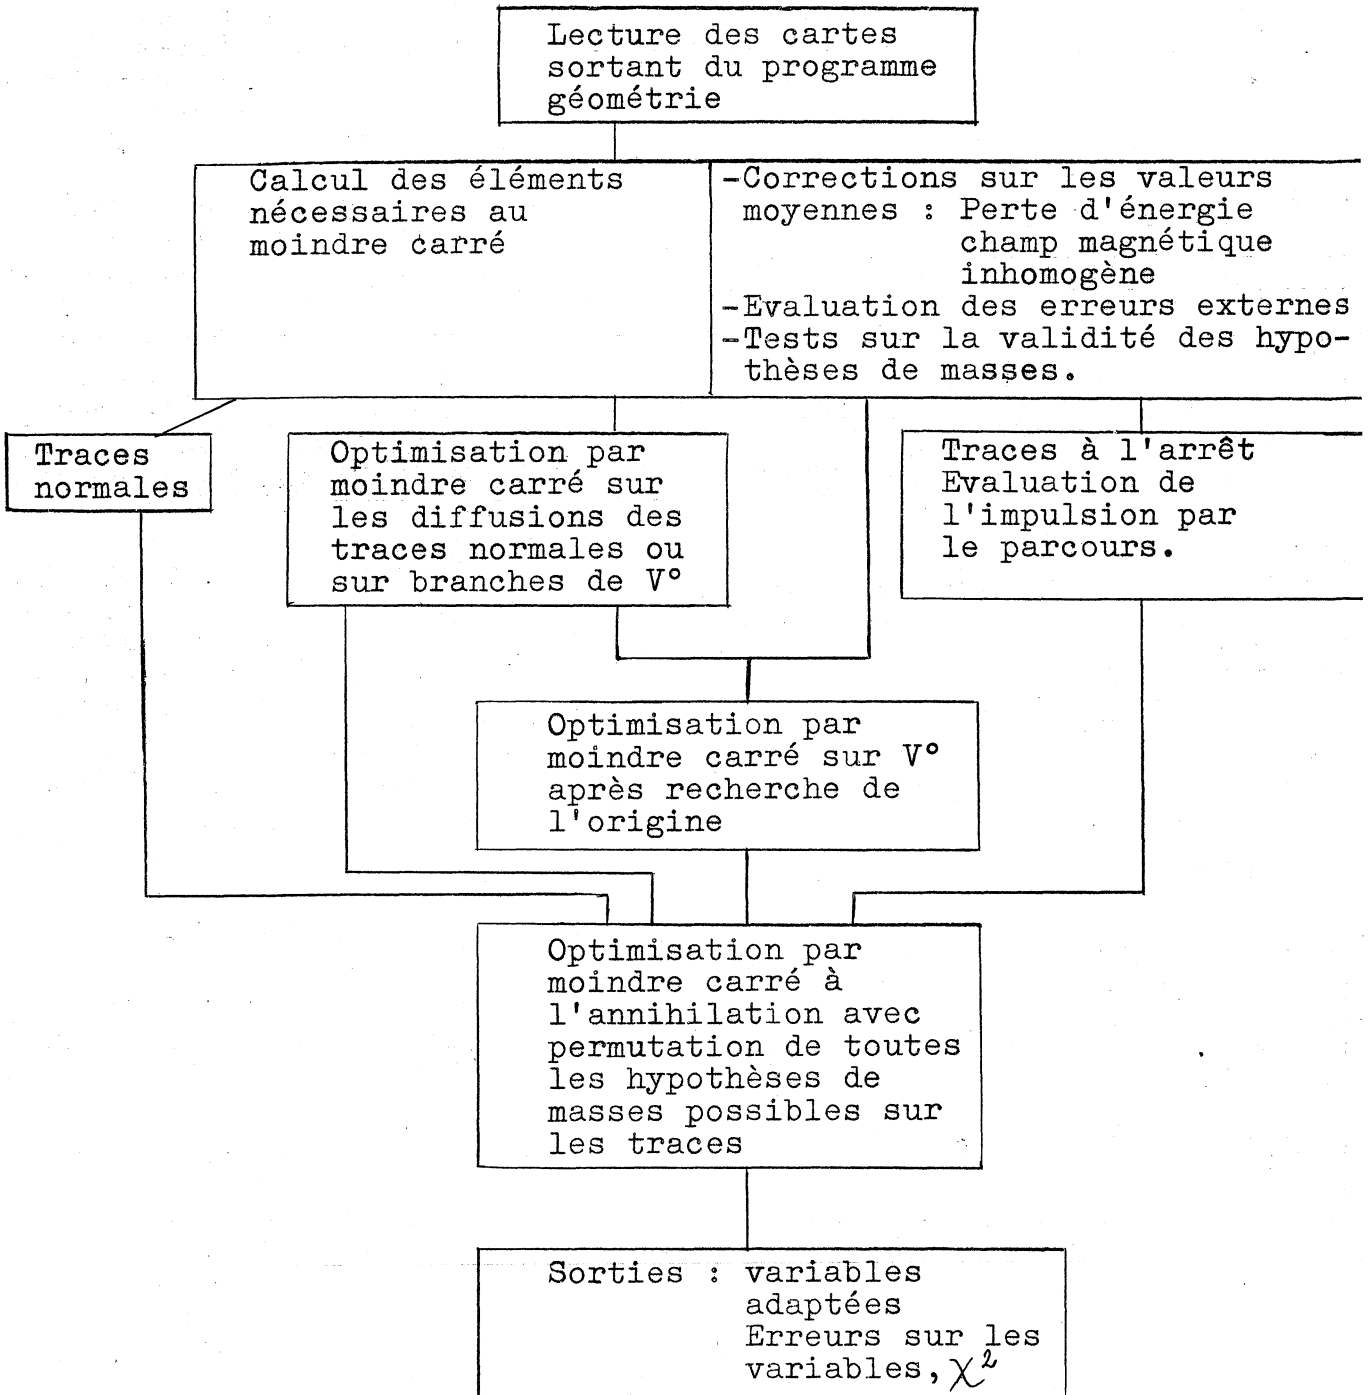 Lecture des cartes
sortant du programme
géométrie
Calcul des éléments
nécessaires au
moindre carré
-Corrections sur les valeurs
moyennes : Perte d'énergie
champ magnétique
inhomogène
-Evaluation des erreurs externes
-Tests sur la validité des hypo-
thèses de masses.
Traces
normales
Optimisation par
moindre carré sur
les diffusions des
traces normales ou
sur branches de V°
Traces à l'arrêt
Evaluation de
l'impulsion par
le parcours.
Optimisation par
moindre carré sur V°
après recherche de
l'origine
Optimisation par
moindre carré à
l'annihilation avec
permutation de toutes
les hypothèses de
masses possibles sur
les traces
Sorties : variables
adaptées
Erreurs sur les
variables, χ²